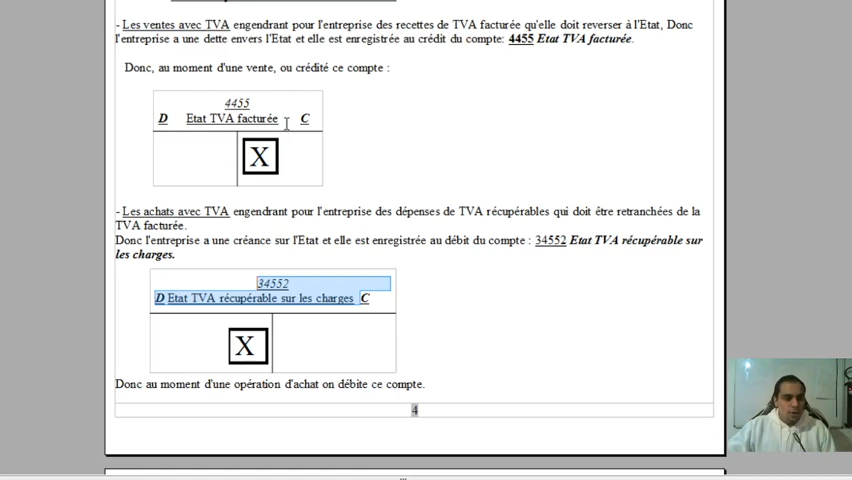 - Les ventes avec TVA engendrant pour l'entreprise des recettes de TVA facturée qu'elle doit reverser à l'Etat, Donc
l'entreprise a une dette envers l'Etat et elle est enregistrée au crédit du compte: 4455 Etat TVA facturée.
Donc, au moment d'une vente, ou crédité ce compte :
4455
D Etat TVA facturée C
X
- Les achats avec TVA engendrant pour l'entreprise des dépenses de TVA récupérables qui doit être retranchées de la
TVA facturée.
Donc l'entreprise a une créance sur l'Etat et elle est enregistrée au débit du compte : 34552 Etat TVA récupérable sur
les charges.
34552
D Etat TVA récupérable sur les charges C
X
Donc au moment d'une opération d'achat on débite ce compte.
4